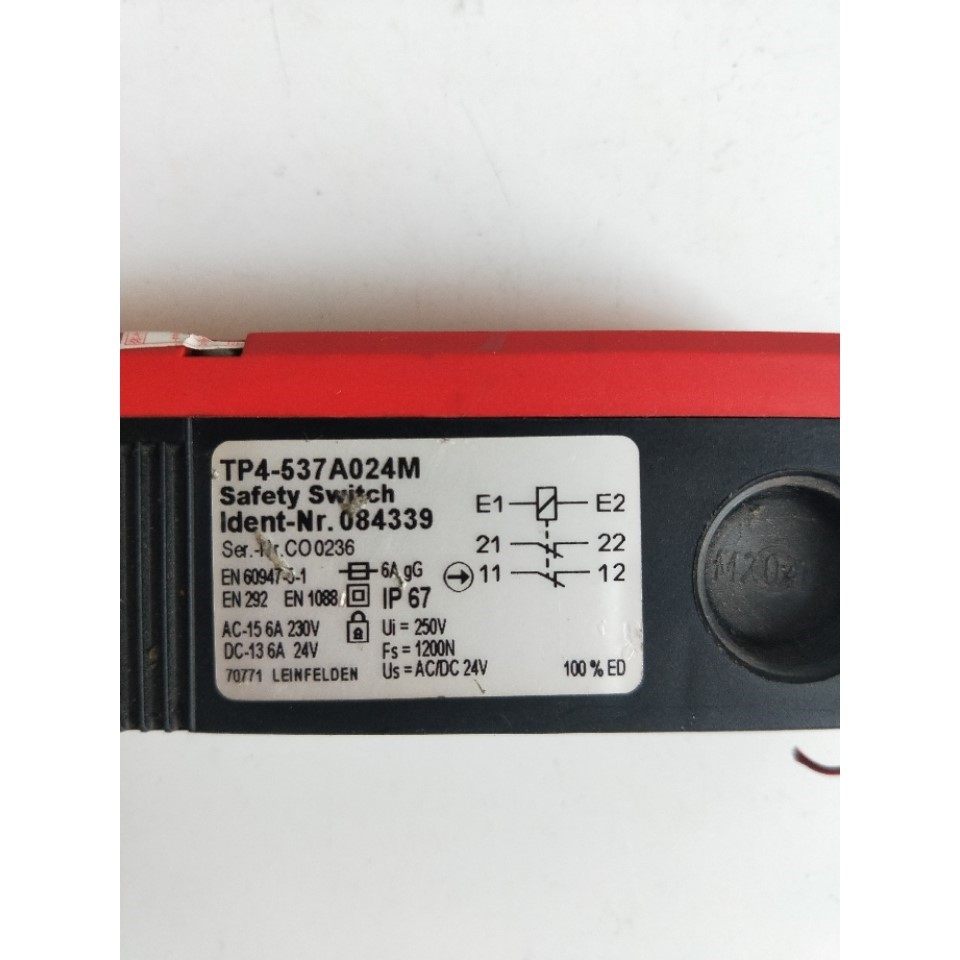 TP4-537A024M
Safety Switch
Ident-Nr. 084339
Ser.-Nr. CO 0236
EN 60947-5-1
EN 292 EN 1088
6A gG
IP 67
AC-15 6A 230V
DC-13 6A 24V
70771 LEINFELDEN
Ui = 250V
Fs = 1200N
Us = AC/DC 24V
E1 E2
21 22
11 12
100 % ED